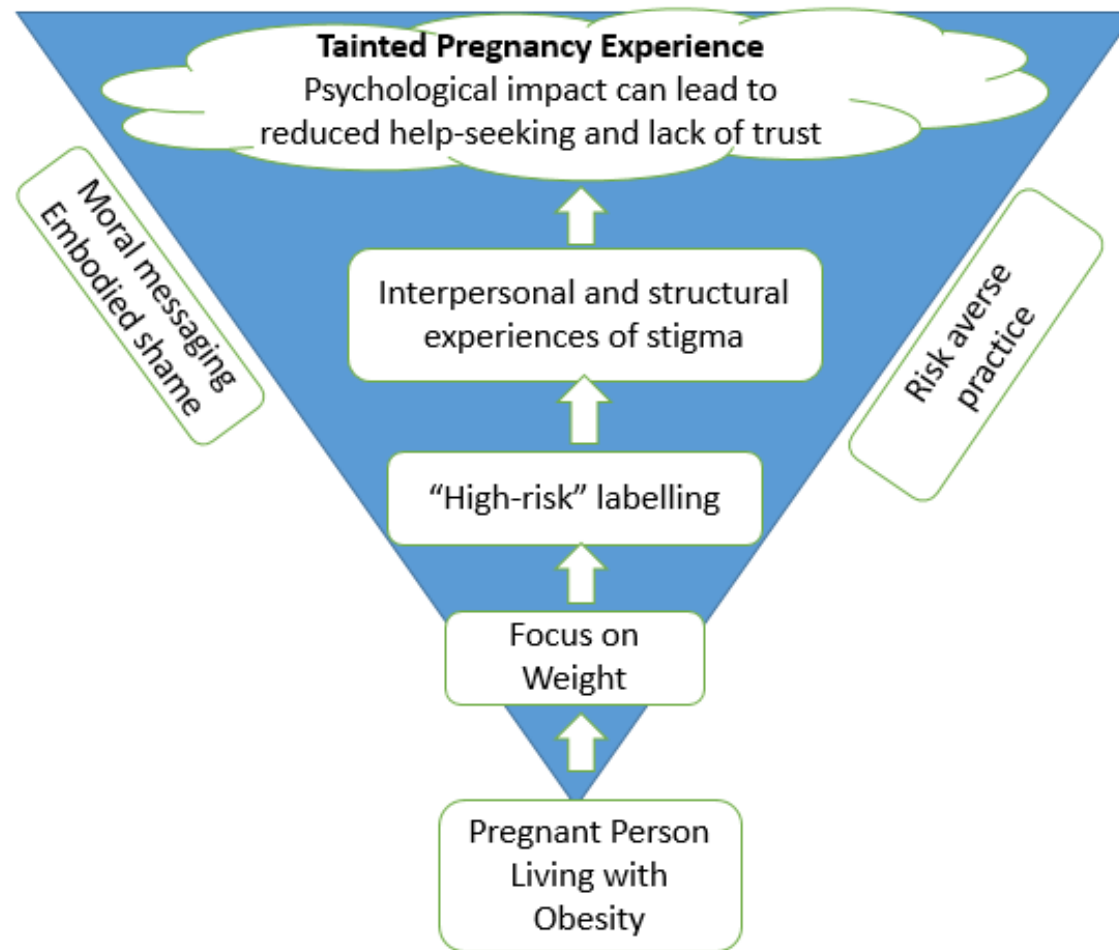 Tainted Pregnancy Experience
Psychological impact can lead to
reduced help-seeking and lack of trust
Moral messaging
Embodied shame
Risk averse
practice
Interpersonal and structural
experiences of stigma
“High-risk” labelling
Focus on
Weight
Pregnant Person
Living with
Obesity